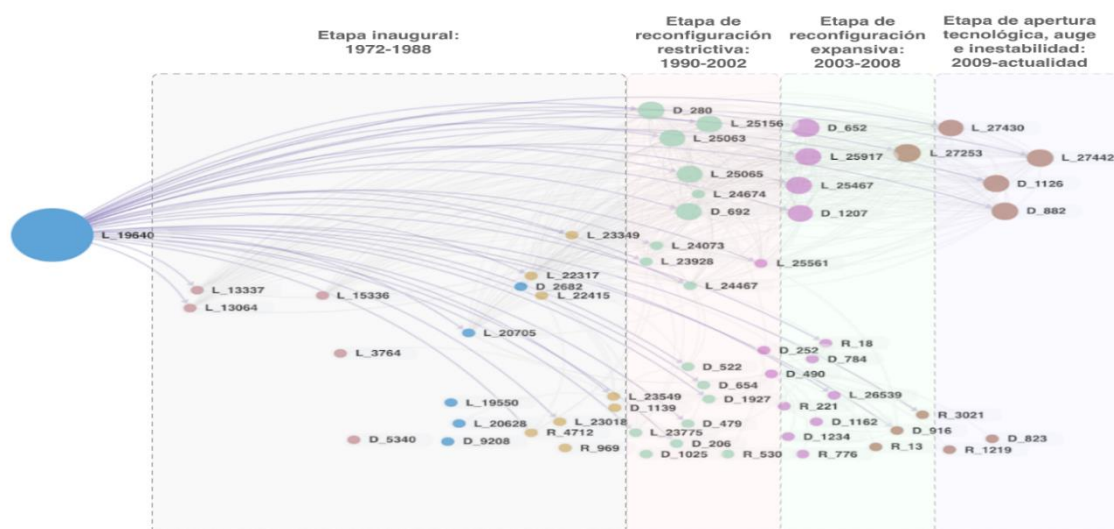 Etapa inaugural:
1972-1988
Etapa de
reconfiguración
restrictiva:
1990-2002
Etapa de
reconfiguración
expansiva:
2003-2008
Etapa de apertura
tecnológica, auge
e inestabilidad:
2009-actualidad
D_280
L_25156
D_652
L_27430
L_25063
L_25917
L_27253
L_27442
L_25065
L_25467
D_1126
L_24674
D_692
D_1207
D_882
L_19640
L_23349
L_24073
L_23928
L_25561
L_22317
D_2682
L_22415
L_24467
L_13337
L_15336
L_13064
L_20705
R_18
L_3764
D_252
D_784
D_522
D_490
D_654
L_23549
D_1927
L_26539
L_19550
D_1139
R_221
R_3021
L_20628
L_23018
D_479
D_1162
D_916
R_4712
L_23775
D_1234
D_823
D_5340
D_9208
D_206
R_969
D_1025
R_530
R_776
R_13
R_1219